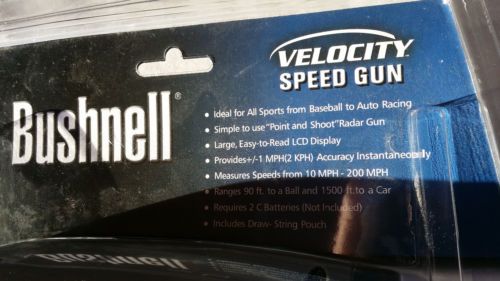 Bushnell®
VELOCITY™
SPEED GUN
• Ideal for All Sports from Baseball to Auto Racing
• Simple to use "Point and Shoot" Radar Gun
• Large, Easy-to-Read LCD Display
• Provides+/-1 MPH(2 KPH) Accuracy Instantaneously
• Measures Speeds from 10 MPH - 200 MPH
• Ranges 90 ft. to a Ball and 1500 ft.to a Car
• Requires 2 C Batteries (Not Included)
• Includes Draw- String Pouch
Bushnell